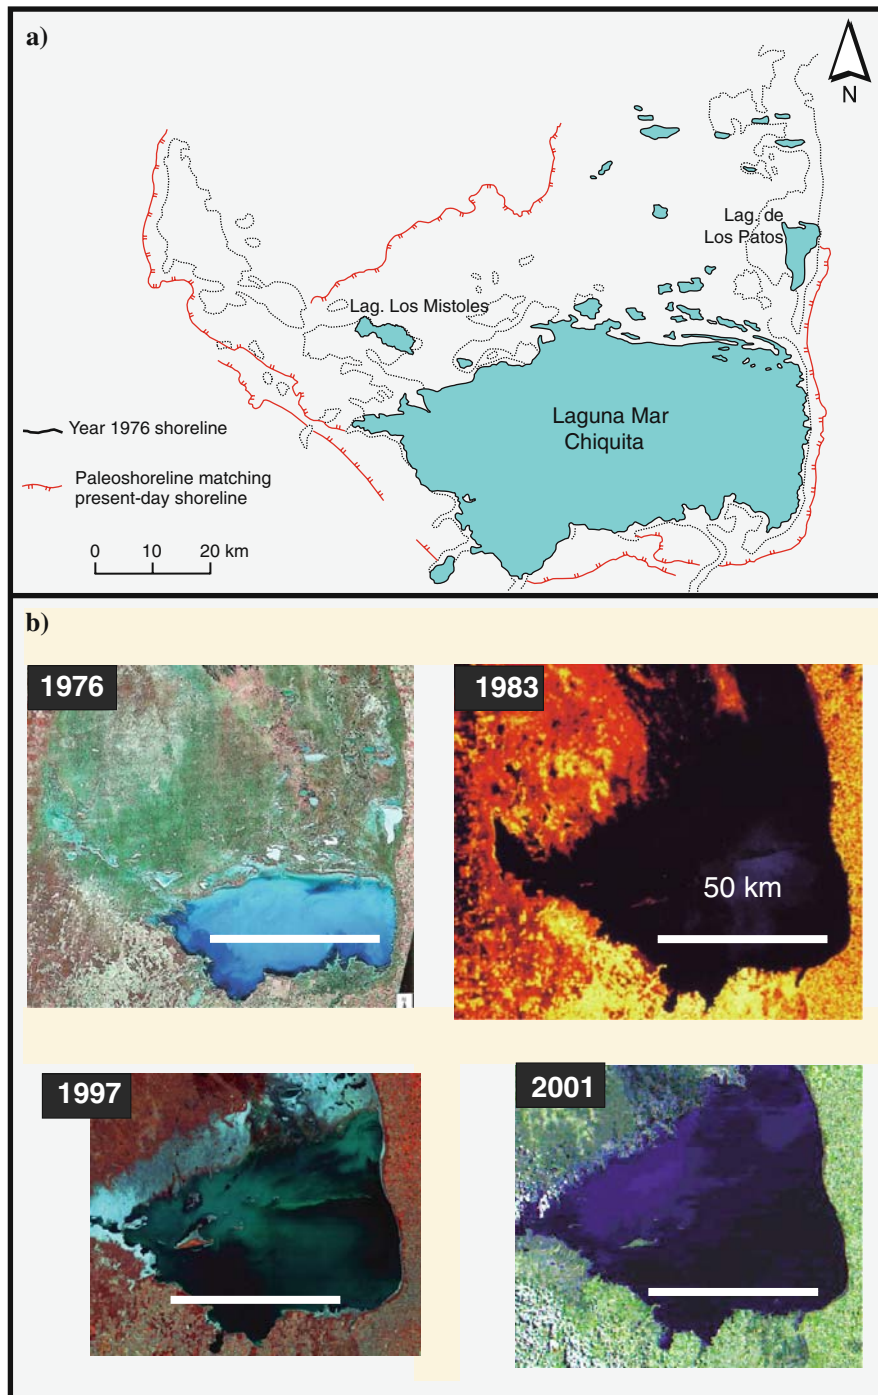 a)
N
Lag. de
Los Patos
Lag. Los Mistoles
Laguna Mar
Chiquita
Year 1976 shoreline
Paleoshoreline matching
present-day shoreline
0 10 20 km
b)
1976
1983
50 km
1997
2001